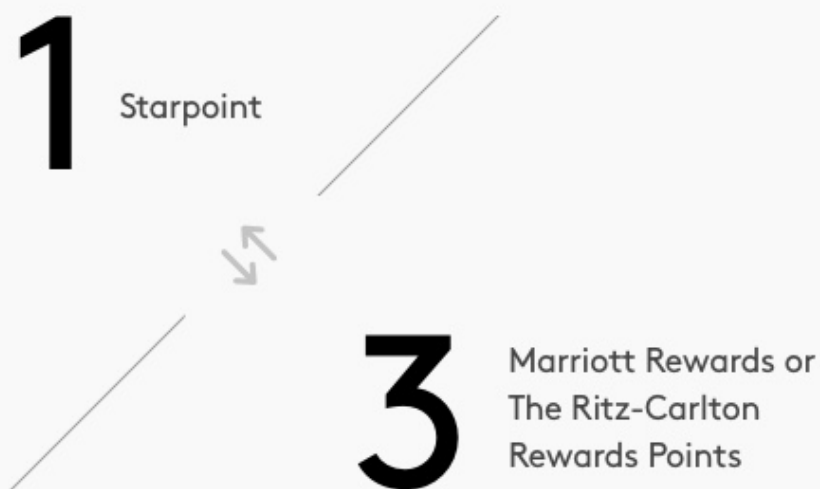 1
Starpoint
3
Marriott Rewards or
The Ritz-Carlton
Rewards Points